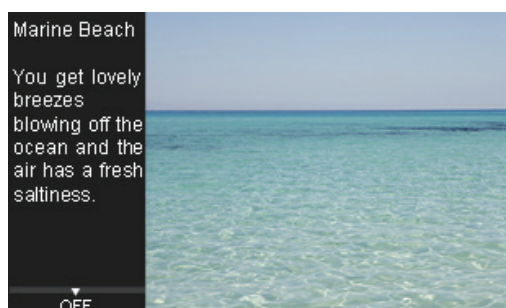 Marine Beach
You get lovely
breezes
blowing off the
ocean and the
air has a fresh
saltiness.
OFF